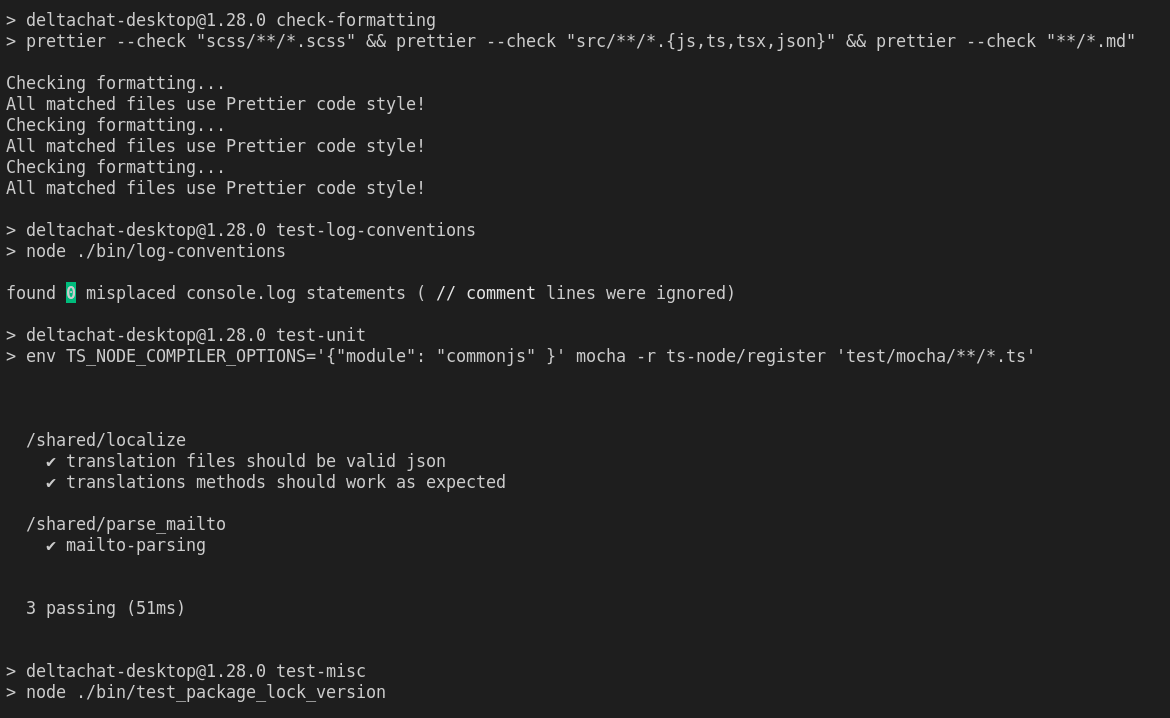 > deltachat-desktop@1.28.0 check-formatting
> prettier --check "scss/**/*.scss" && prettier --check "src/**/*.{js,ts,tsx,json}" && prettier --check "**/*.md"
Checking formatting...
All matched files use Prettier code style!
Checking formatting...
All matched files use Prettier code style!
Checking formatting...
All matched files use Prettier code style!
> deltachat-desktop@1.28.0 test-log-conventions
> node ./bin/log-conventions
found 0 misplaced console.log statements ( // comment lines were ignored)
> deltachat-desktop@1.28.0 test-unit
> env TS_NODE_COMPILER_OPTIONS='{"module": "commonjs" }' mocha -r ts-node/register 'test/mocha/**/*.ts'
/shared/localize
✔ translation files should be valid json
✔ translations methods should work as expected
/shared/parse_mailto
✔ mailto-parsing
3 passing (51ms)
> deltachat-desktop@1.28.0 test-misc
> node ./bin/test_package_lock_version